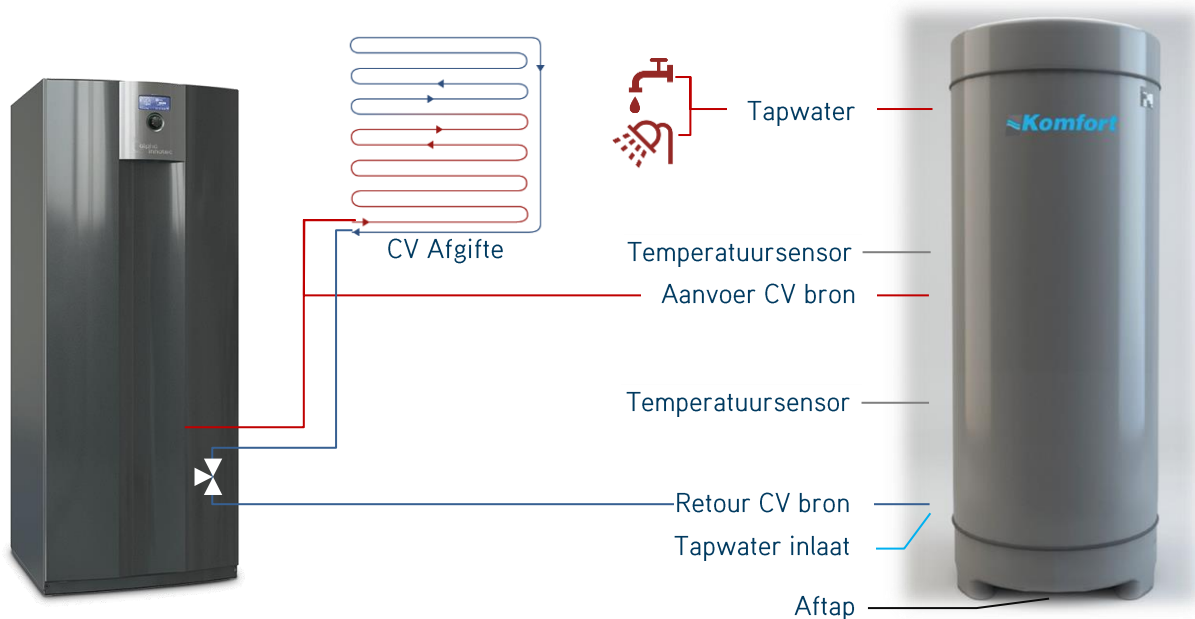 Tapwater
Komfort
CV Afgifte
Temperatuursensor
Aanvoer CV bron
Temperatuursensor
Retour CV bron
Tapwater inlaat
Aftap